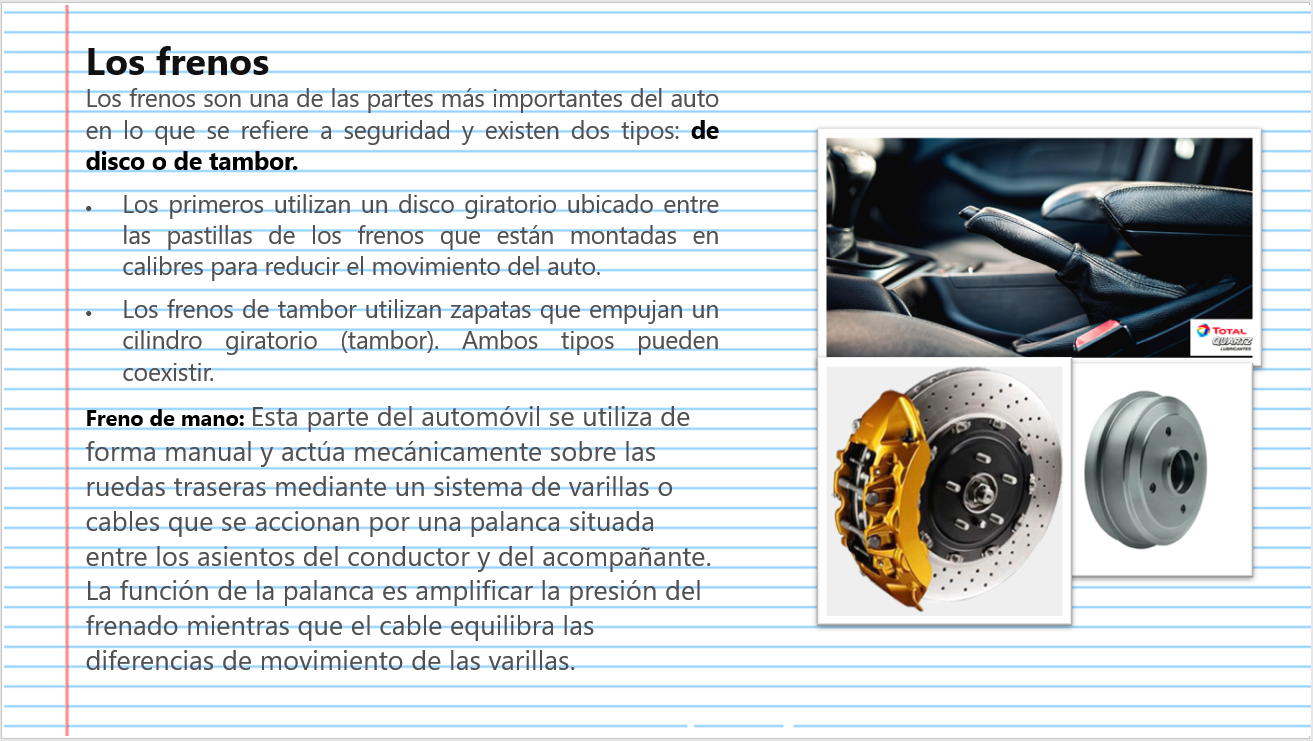 Los frenos
Los frenos son una de las partes más importantes del auto
en lo que se refiere a seguridad y existen dos tipos: de
disco o de tambor.
• Los primeros utilizan un disco giratorio ubicado entre
las pastillas de los frenos que están montadas en
calibres para reducir el movimiento del auto.
• Los frenos de tambor utilizan zapatas que empujan un
cilindro giratorio (tambor). Ambos tipos pueden
coexistir.
Freno de mano: Esta parte del automóvil se utiliza de
forma manual y actúa mecánicamente sobre las
ruedas traseras mediante un sistema de varillas o
cables que se accionan por una palanca situada
entre los asientos del conductor y del acompañante.
La función de la palanca es amplificar la presión del
frenado mientras que el cable equilibra las
diferencias de movimiento de las varillas.
TOTAL
QUARTZ
LUBRICANTES